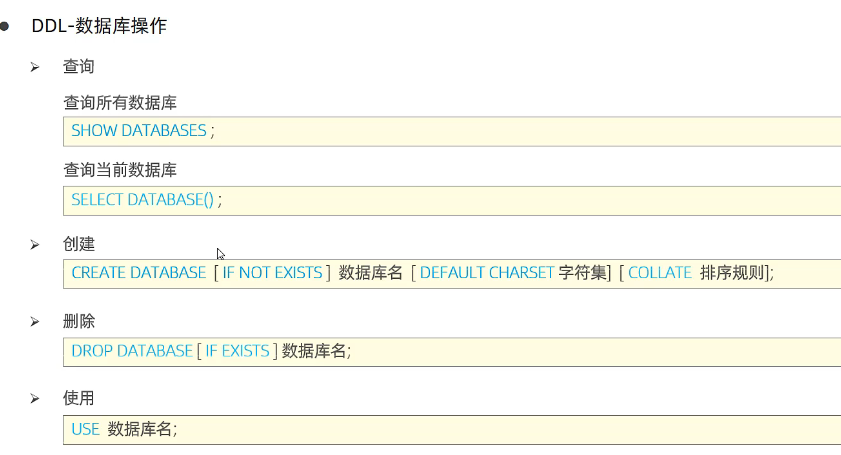 DDL-数据库操作
查询
查询所有数据库
SHOW DATABASES ;
查询当前数据库
SELECT DATABASE() ;
创建
CREATE DATABASE [ IF NOT EXISTS ] 数据库名 [ DEFAULT CHARSET 字符集] [ COLLATE 排序规则];
删除
DROP DATABASE [ IF EXISTS ] 数据库名;
使用
USE 数据库名;